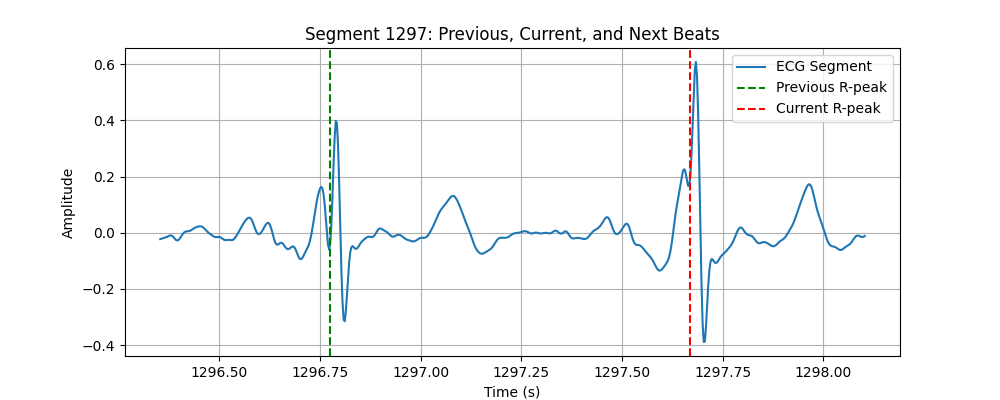 Segment 1297: Previous, Current, and Next Beats
ECG Segment
Previous R-peak
Current R-peak
Amplitude
0.6
0.4
0.2
0.0
−0.2
−0.4
1296.50 1296.75 1297.00 1297.25 1297.50 1297.75 1298.00
Time (s)